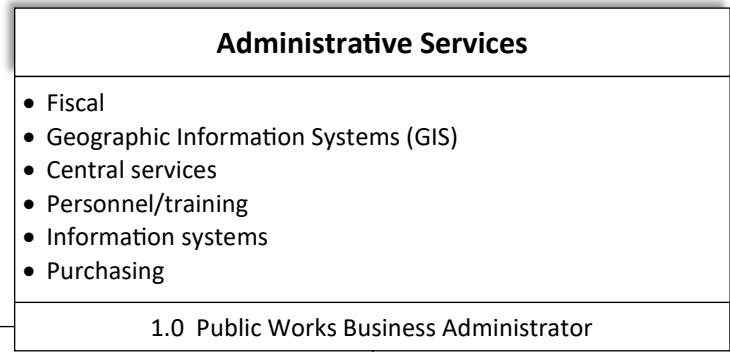 Administrative Services
• Fiscal
• Geographic Information Systems (GIS)
• Central services
• Personnel/training
• Information systems
• Purchasing
1.0 Public Works Business Administrator